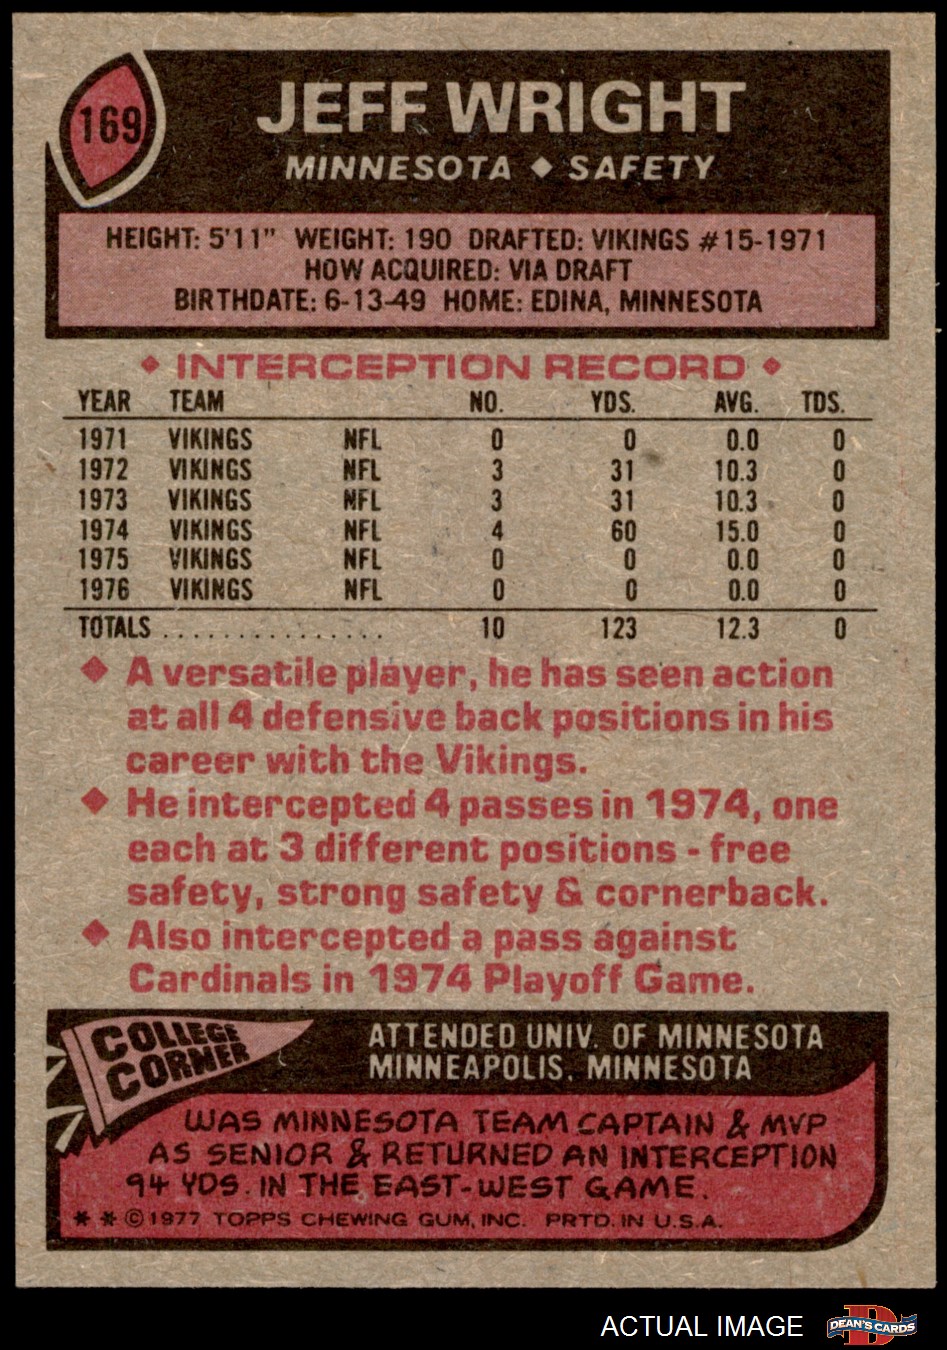 169
JEFF WRIGHT
MINNESOTA ◆ SAFETY
HEIGHT: 5'11" WEIGHT: 190 DRAFTED: VIKINGS #15-1971
HOW ACQUIRED: VIA DRAFT
BIRTHDATE: 6-13-49 HOME: EDINA, MINNESOTA
◆ INTERCEPTION RECORD ◆
YEAR TEAM NO. YDS. AVG. TDS.
1971 VIKINGS NFL 0 0 0.0 0
1972 VIKINGS NFL 3 31 10.3 0
1973 VIKINGS NFL 3 31 10.3 0
1974 VIKINGS NFL 4 60 15.0 0
1975 VIKINGS NFL 0 0 0.0 0
1976 VIKINGS NFL 0 0 0.0 0
TOTALS ............... 10 123 12.3 0
◆ A versatile player, he has seen action
at all 4 defensive back positions in his
career with the Vikings.
◆ He intercepted 4 passes in 1974, one
each at 3 different positions - free
safety, strong safety & cornerback.
◆ Also intercepted a pass against
Cardinals in 1974 Playoff Game.
COLLEGE
CORNER
ATTENDED UNIV. OF MINNESOTA
MINNEAPOLIS, MINNESOTA
WAS MINNESOTA TEAM CAPTAIN & MVP
AS SENIOR & RETURNED AN INTERCEPTION
94 YDS. IN THE EAST-WEST GAME.
* * © 1977 TOPPS CHEWING GUM, INC. PRTD. IN U.S.A.
ACTUAL IMAGE
D
DEAN'S CARDS